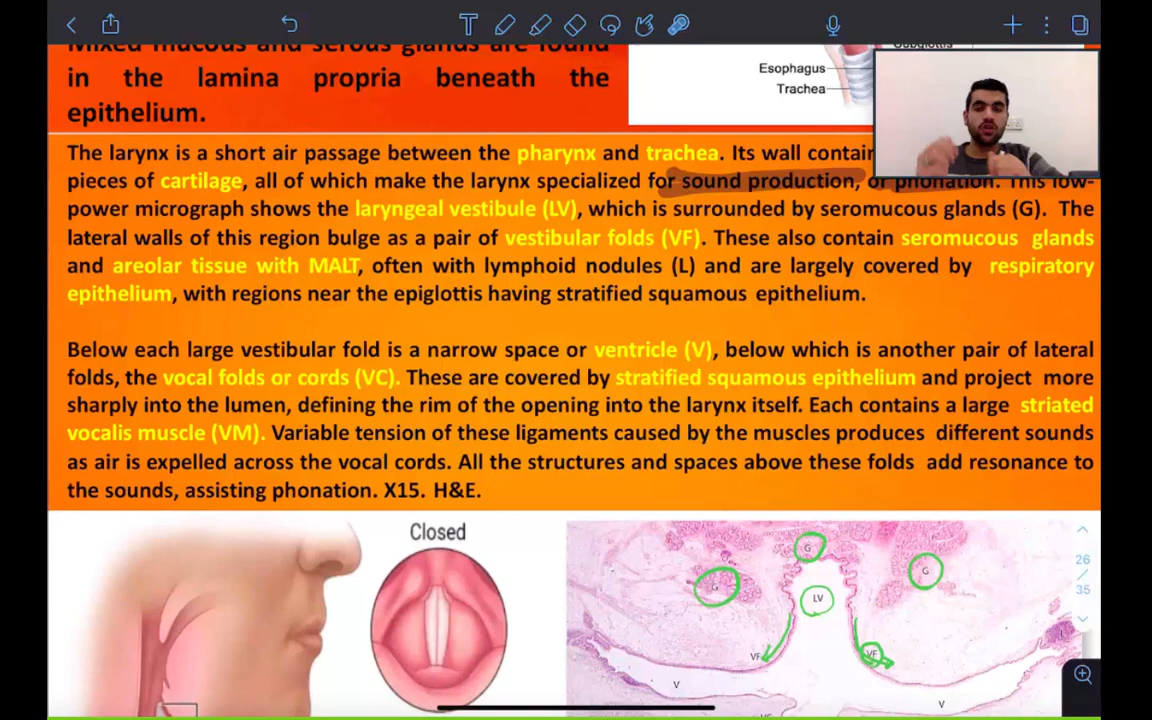 Mixed mucous and serous glands are found
in the lamina propria beneath the
epithelium.
Esophagus
Trachea
The larynx is a short air passage between the pharynx and trachea. Its wall contain
pieces of cartilage, all of which make the larynx specialized for sound production, or phonation. This low-
power micrograph shows the laryngeal vestibule (LV), which is surrounded by seromucous glands (G). The
lateral walls of this region bulge as a pair of vestibular folds (VF). These also contain seromucous glands
and areolar tissue with MALT, often with lymphoid nodules (L) and are largely covered by respiratory
epithelium, with regions near the epiglottis having stratified squamous epithelium.
Below each large vestibular fold is a narrow space or ventricle (V), below which is another pair of lateral
folds, the vocal folds or cords (VC). These are covered by stratified squamous epithelium and project more
sharply into the lumen, defining the rim of the opening into the larynx itself. Each contains a large striated
vocalis muscle (VM). Variable tension of these ligaments caused by the muscles produces different sounds
as air is expelled across the vocal cords. All the structures and spaces above these folds add resonance to
the sounds, assisting phonation. X15. H&E.
Closed
G
G
G
LV
VF
VF
L
V
V
26
/
35